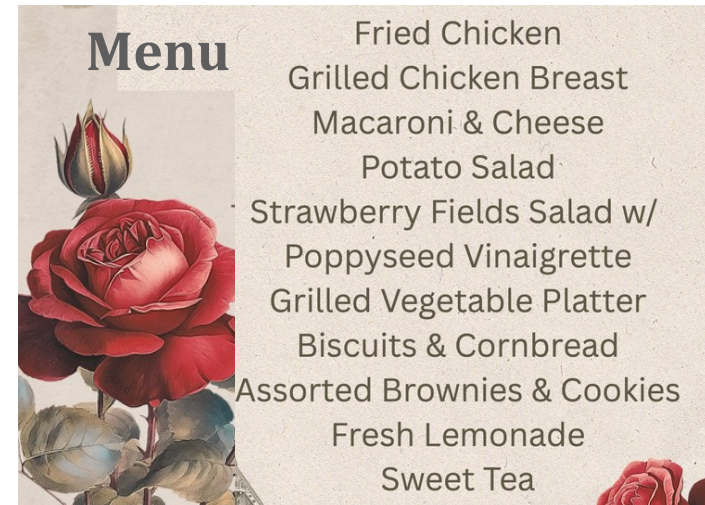 Menu
Fried Chicken
Grilled Chicken Breast
Macaroni & Cheese
Potato Salad
Strawberry Fields Salad w/
Poppyseed Vinaigrette
Grilled Vegetable Platter
Biscuits & Cornbread
Assorted Brownies & Cookies
Fresh Lemonade
Sweet Tea